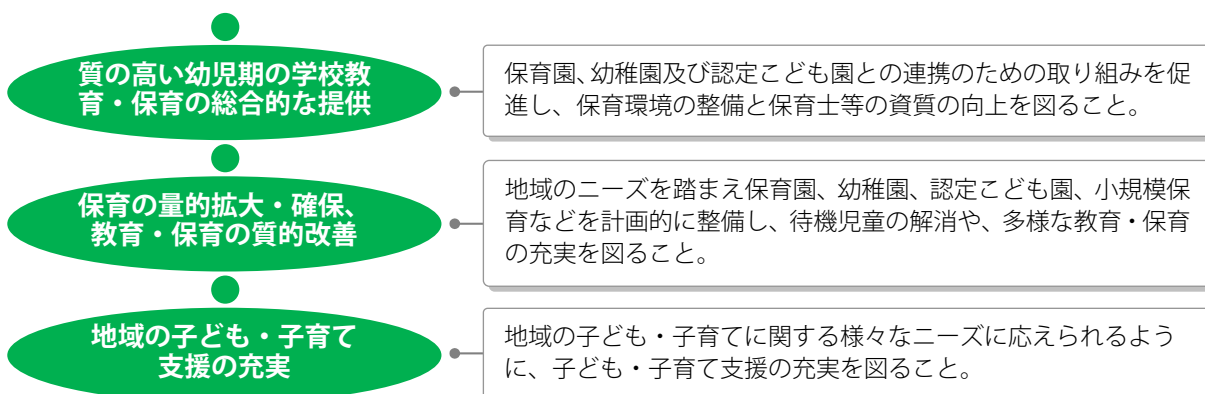 質の高い幼児期の学校教
育・保育の総合的な提供
保育園、幼稚園及び認定こども園との連携のための取り組みを促
進し、保育環境の整備と保育士等の資質の向上を図ること。
保育の量的拡大・確保、
教育・保育の質的改善
地域のニーズを踏まえ保育園、幼稚園、認定こども園、小規模保
育などを計画的に整備し、待機児童の解消や、多様な教育・保育
の充実を図ること。
地域の子ども・子育て
支援の充実
地域の子ども・子育てに関する様々なニーズに応えられるよう
に、子ども・子育て支援の充実を図ること。